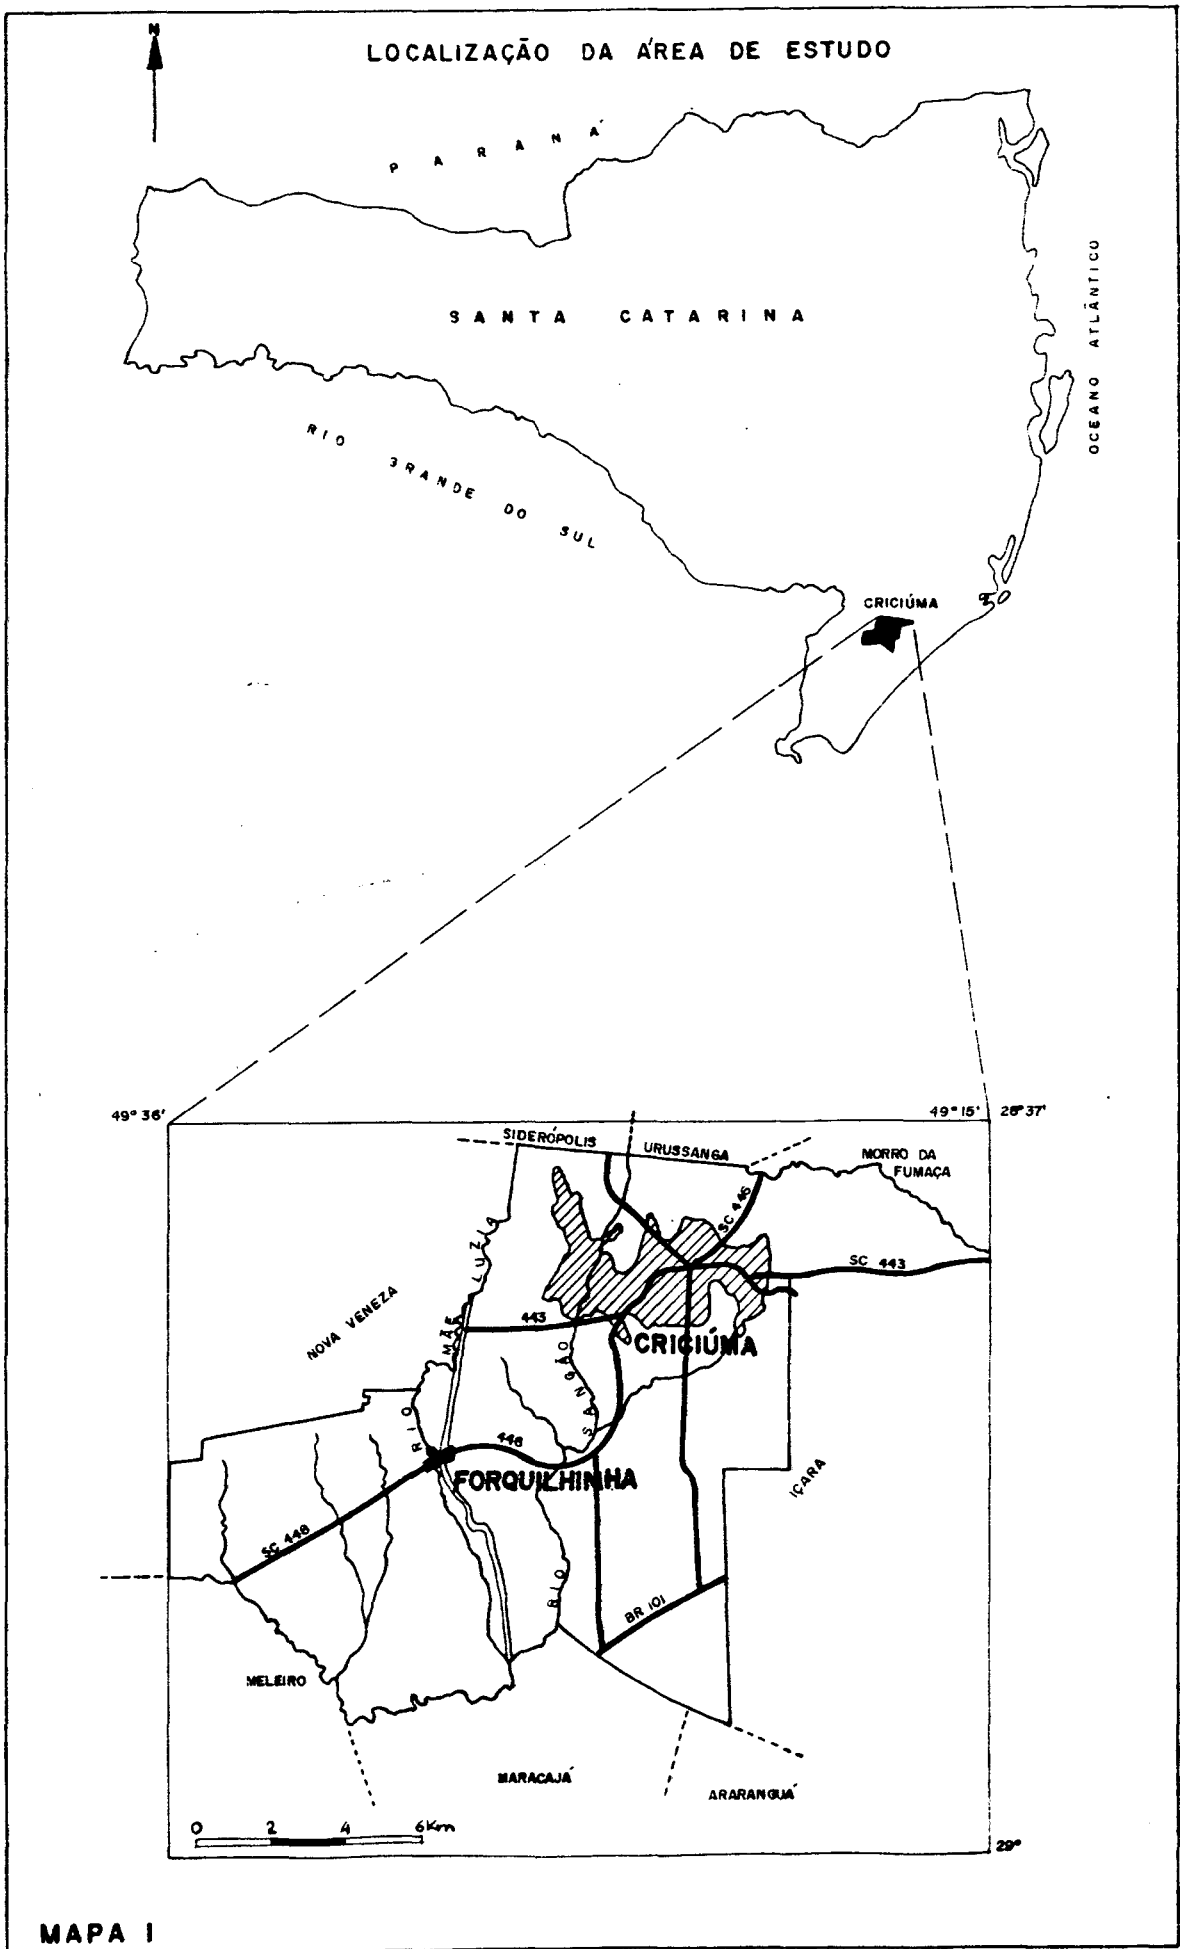 N
LOCALIZAÇÃO DA ÁREA DE ESTUDO
PARANÁ
SANTA CATARINA
OCEANO ATLÂNTICO
RIO GRANDE DO SUL
CRICIÚMA
49° 36'
49° 15'
28° 37'
SIDERÓPOLIS
URUSSANGA
MORRO DA
FUMAÇA
SC 446
SC 443
NOVA VENEZA
RIO MÃE LUZIA
443
CRICIÚMA
RIO SANGÃO
446
FORQUILHINHA
IÇARA
SC 448
BR 101
MELEIRO
MARACAJÁ
ARARANGUÁ
0 2 4 6Km
29°
MAPA I